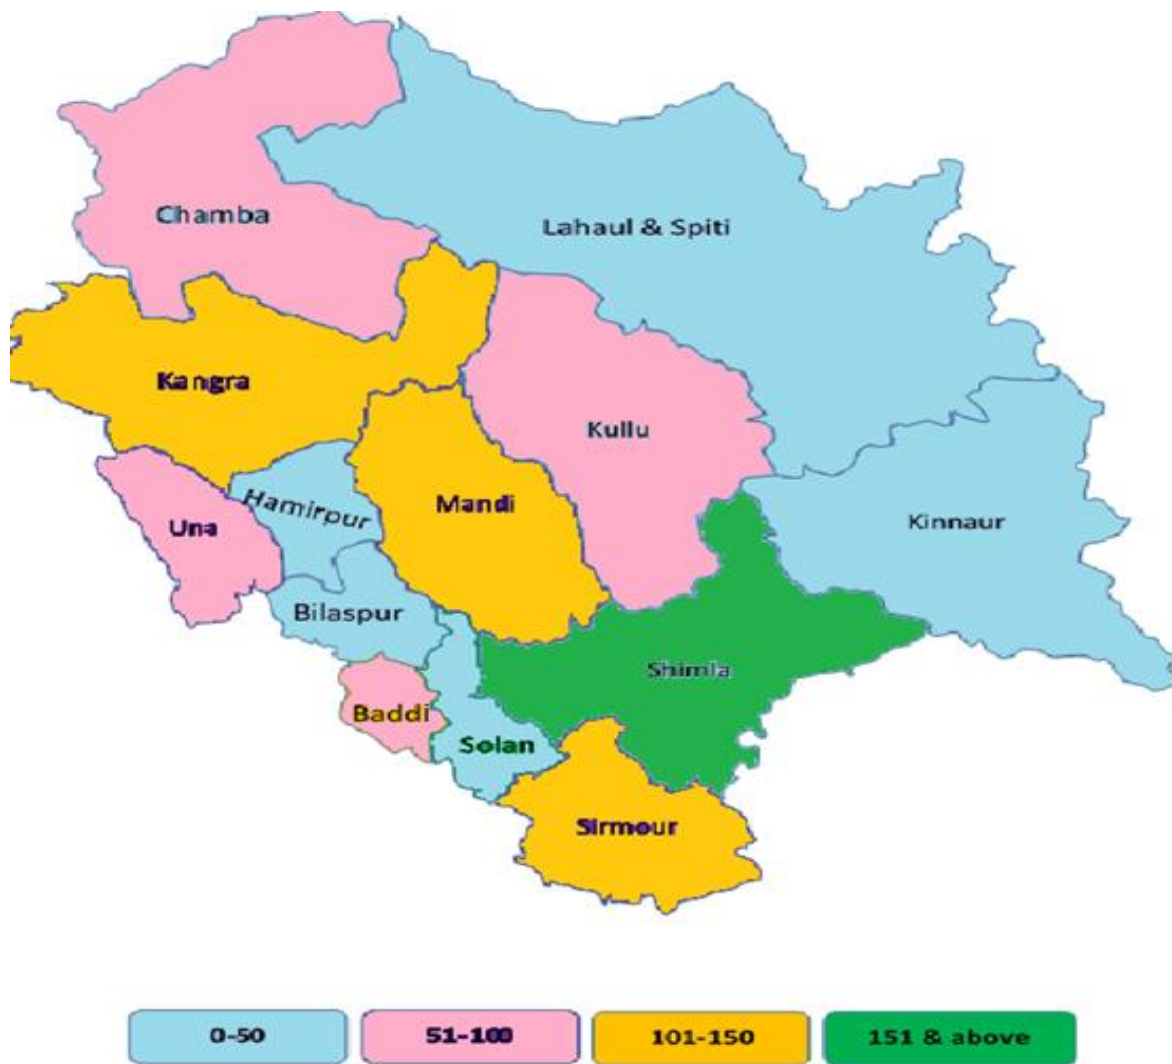 Chamba
Lahaul & Spiti
Kangra
Kullu
Hamirpur
Mandi
Una
Kinnaur
Bilaspur
Shimla
Baddi
Solan
Sirmour
0-50
51-100
101-150
151 & above